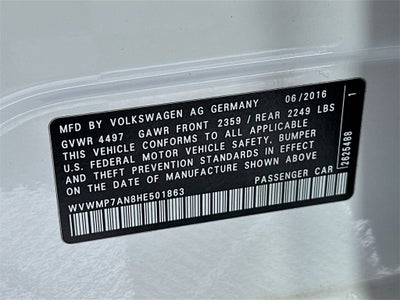 MFD BY VOLKSWAGEN AG GERMANY 06/2016
GVWR 4497 GAWR FRONT 2359 / REAR 2249 LBS
THIS VEHICLE CONFORMS TO ALL APPLICABLE
U.S. FEDERAL MOTOR VEHICLE SAFETY, BUMPER
AND THEFT PREVENTION STANDARDS IN EFFECT
ON THE DATE OF MANUFACTURE SHOWN ABOVE
WVWMP7AN8HE501863 PASSENGER CAR
2625488 1